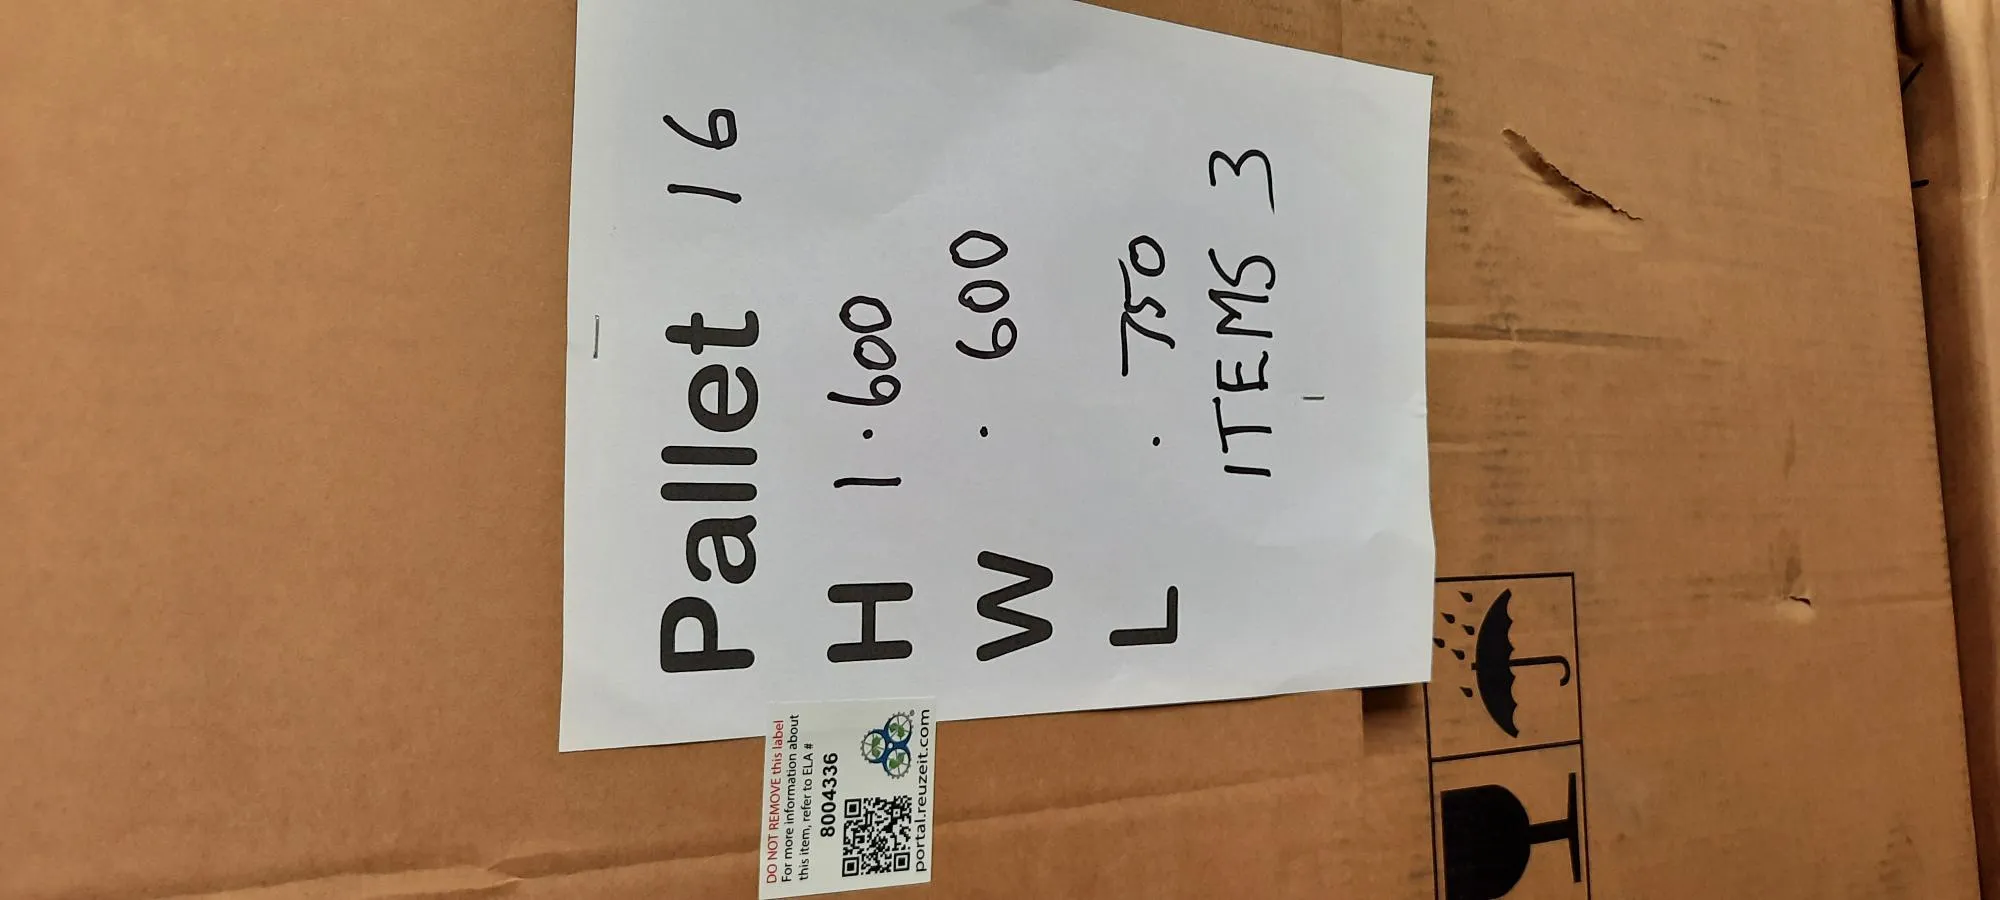 Pallet 16
H 1.600
W .600
L .750
ITEMS 3
DO NOT REMOVE this label
For more information about
this item, refer to ELA #
8004336
portal.reuzeit.com